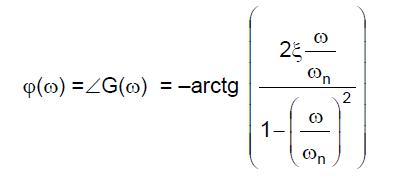 φ(ω) =∠G(ω) = –arctg ( (2ξ ω/ωn) / (1–(ω/ωn)²) )